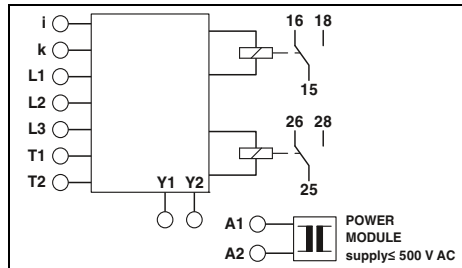 i
k
L1
L2
L3
T1
T2
Y1 Y2
16 18
15
26 28
25
A1
A2
POWER
MODULE
supply≤ 500 V AC